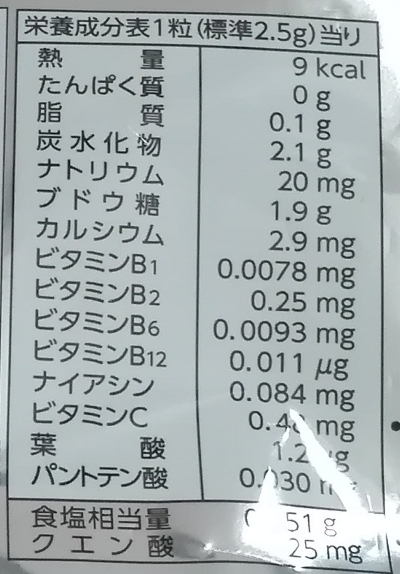 栄養成分表1粒(標準2.5g)当り
熱量 9 kcal
たんぱく質 0 g
脂質 0.1 g
炭水化物 2.1 g
ナトリウム 20 mg
ブドウ糖 1.9 g
カルシウム 2.9 mg
ビタミンB1 0.0078 mg
ビタミンB2 0.25 mg
ビタミンB6 0.0093 mg
ビタミンB12 0.011 μg
ナイアシン 0.084 mg
ビタミンC mg
葉酸 1.2 μg
パントテン酸
食塩相当量 g
クエン酸 25 mg